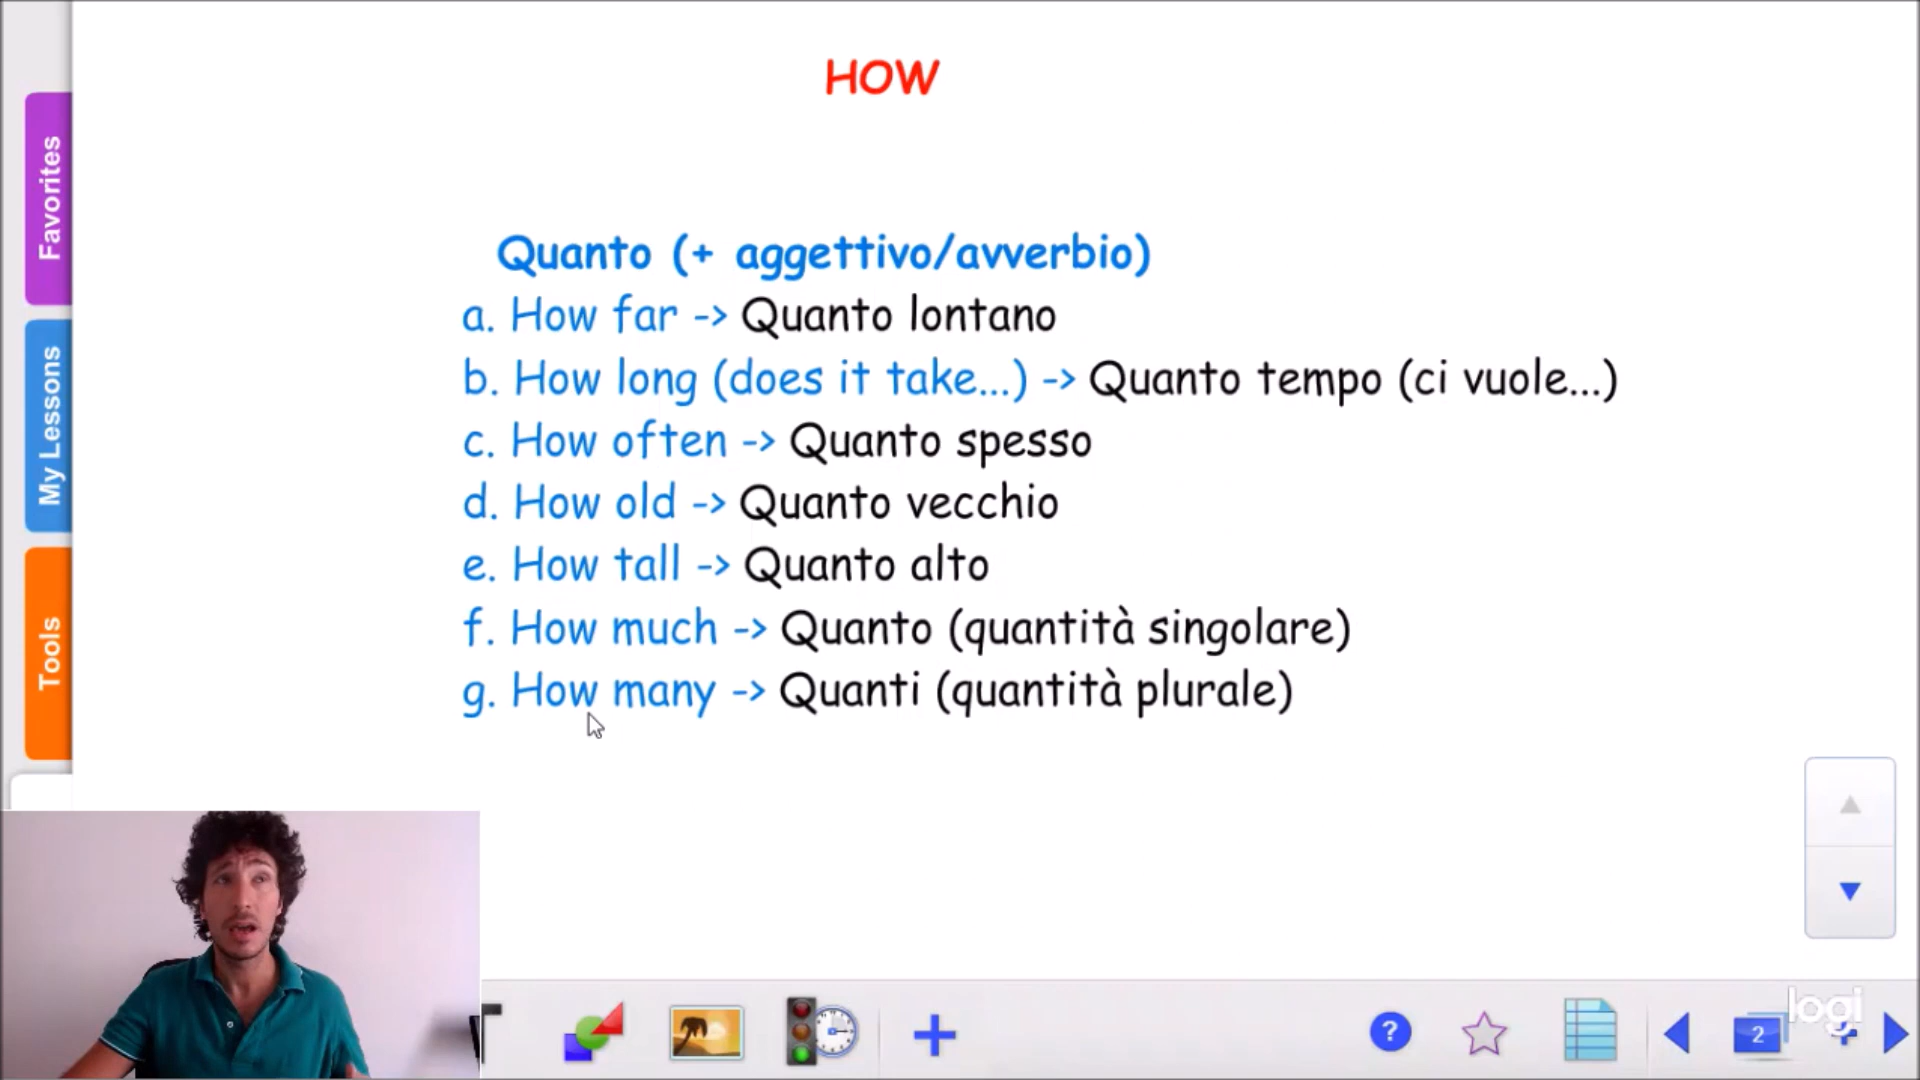 HOW
Quanto (+ aggettivo/avverbio)
a. How far -> Quanto lontano
b. How long (does it take...) -> Quanto tempo (ci vuole...)
c. How often -> Quanto spesso
d. How old -> Quanto vecchio
e. How tall -> Quanto alto
f. How much -> Quanto (quantità singolare)
g. How many -> Quanti (quantità plurale)
Favorites
My Lessons
Tools
?
2
logi